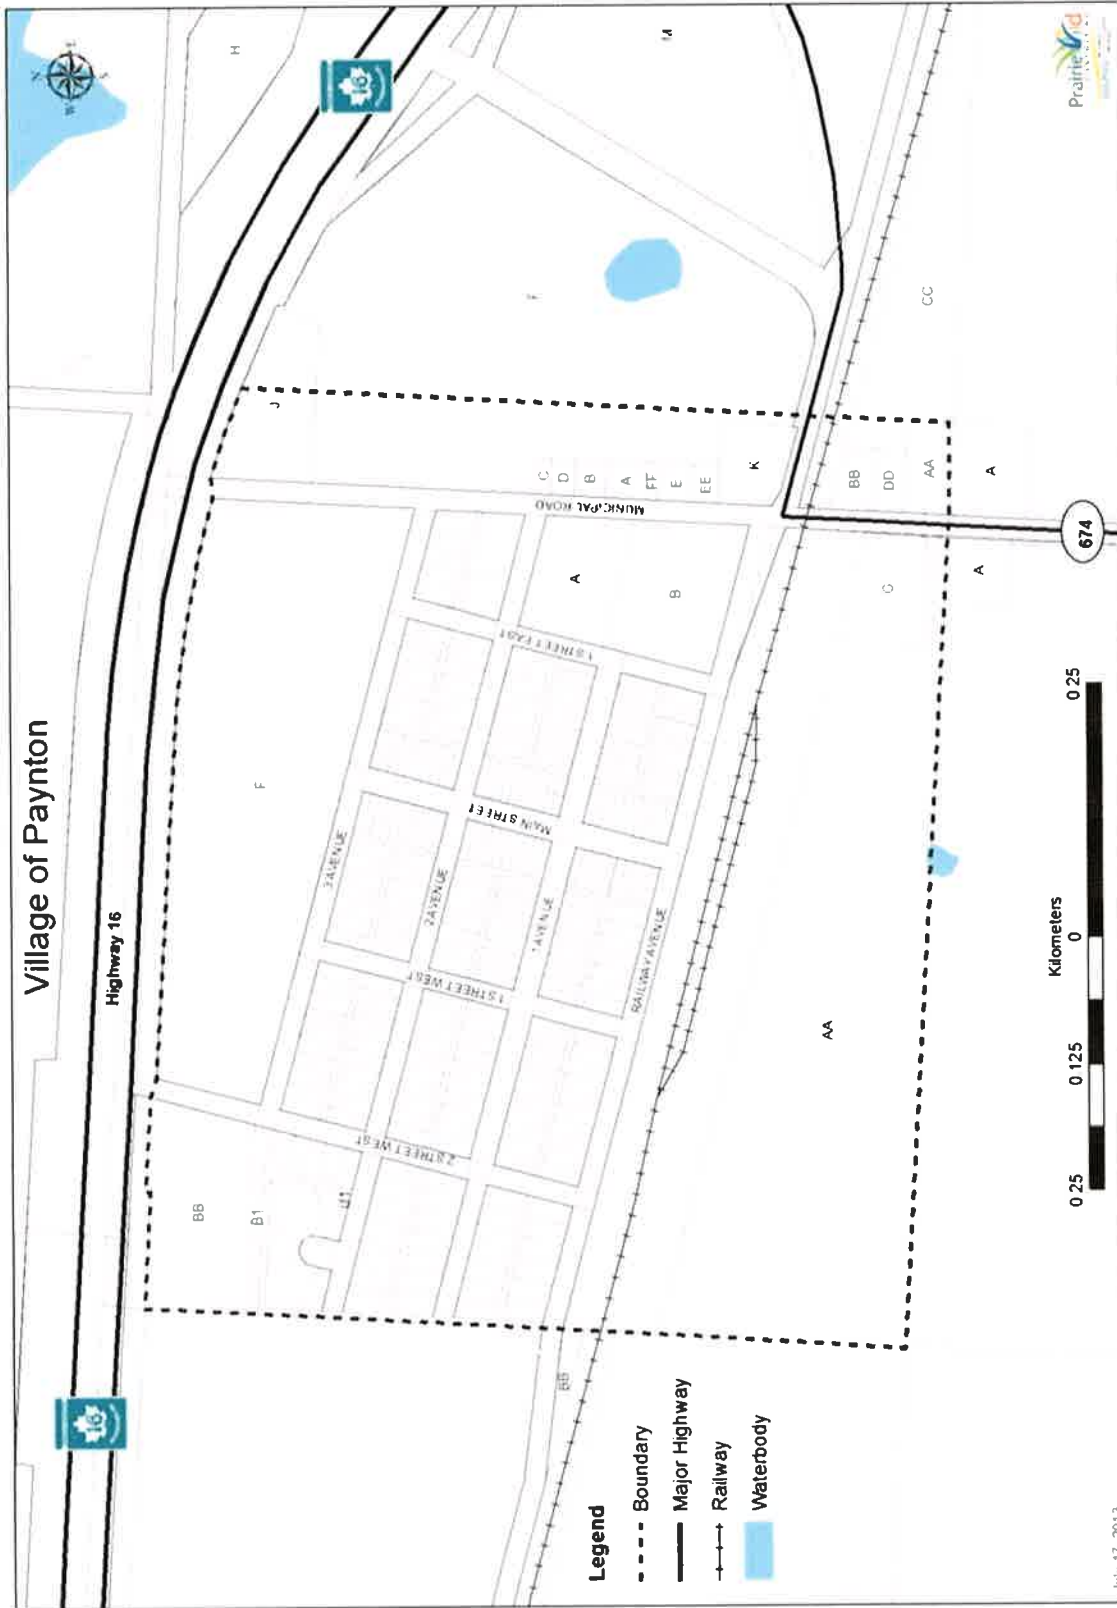 Village of Paynton
N
E
S
W
16
16
Highway 16
H
M
J
F
F
3 AVENUE
2 AVENUE
1 AVENUE
RAILWAY AVENUE
2 STREET WEST
1 STREET WEST
MAIN STREET
1 STREET EAST
MUNICIPAL ROAD
BB
B1
A
B
C
D
B
A
FF
E
EE
K
BB
DD
AA
A
A
CC
AA
BB
674
Legend
Boundary
Major Highway
Railway
Waterbody
Kilometers
0.25 0.125 0 0.25